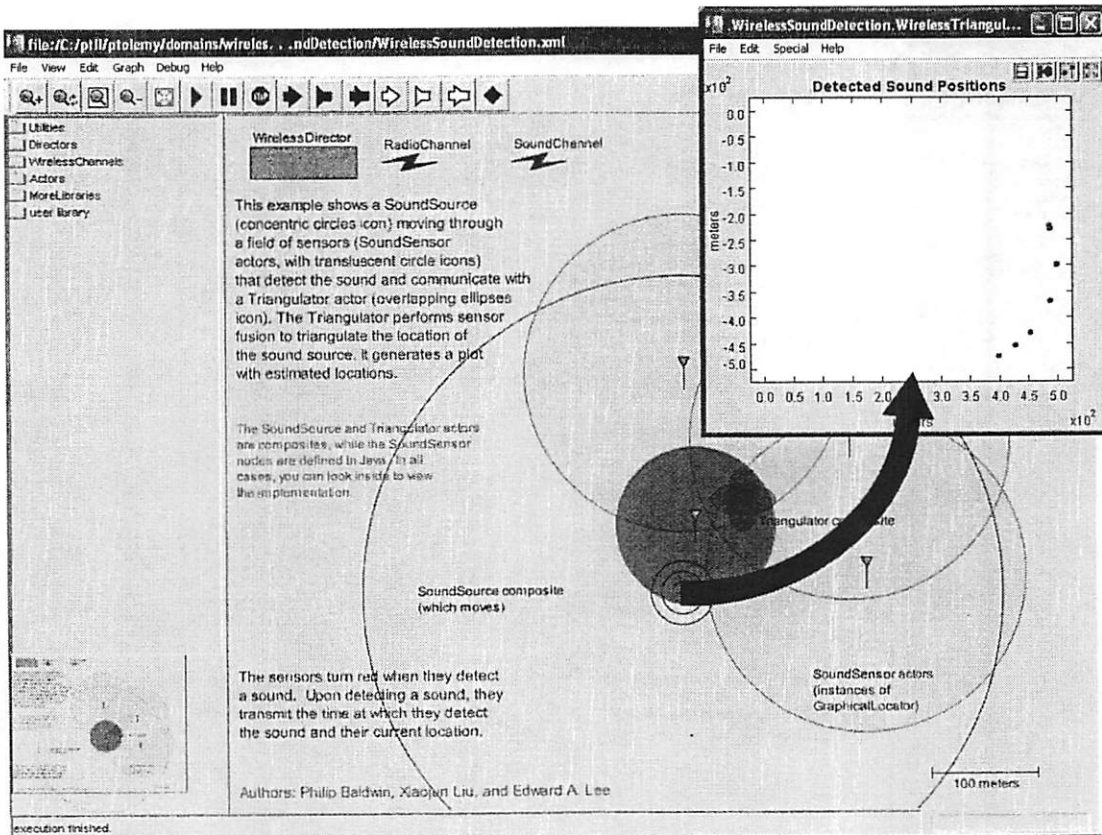 file:/C:/ptII/ptolemy/domains/wireles. . .ndDetection/WirelessSoundDetection.xml
File View Edit Graph Debug Help
Utilities
Directors
WirelessChannels
Actors
MoreLibraries
user library
WirelessDirector
RadioChannel
SoundChannel
This example shows a SoundSource
(concentric circles icon) moving through
a field of sensors (SoundSensor
actors, with transluscent circle icons)
that detect the sound and communicate with
a Triangulator actor (overlapping ellipses
icon). The Triangulator performs sensor
fusion to triangulate the location of
the sound source. It generates a plot
with estimated locations.
The SoundSource and Triangulator actors
are composites, while the SoundSensor
nodes are defined in Java. In all
cases, you can look inside to view
the implementation.
Triangulator
SoundSource composite
(which moves)
The sensors turn red when they detect
a sound. Upon detecting a sound, they
transmit the time at which they detect
the sound and their current location.
SoundSensor actors
(instances of
GraphicalLocator)
100 meters
Authors: Philip Baldwin, Xiaojun Liu, and Edward A. Lee
execution finished.
.WirelessSoundDetection.WirelessTriangul...
File Edit Special Help
x10²
Detected Sound Positions
0.0
-0.5
-1.0
-1.5
-2.0
-2.5
-3.0
-3.5
-4.0
-4.5
-5.0
meters
0.0 0.5 1.0 1.5 2.0 3.0 3.5 4.0 4.5 5.0
x10²